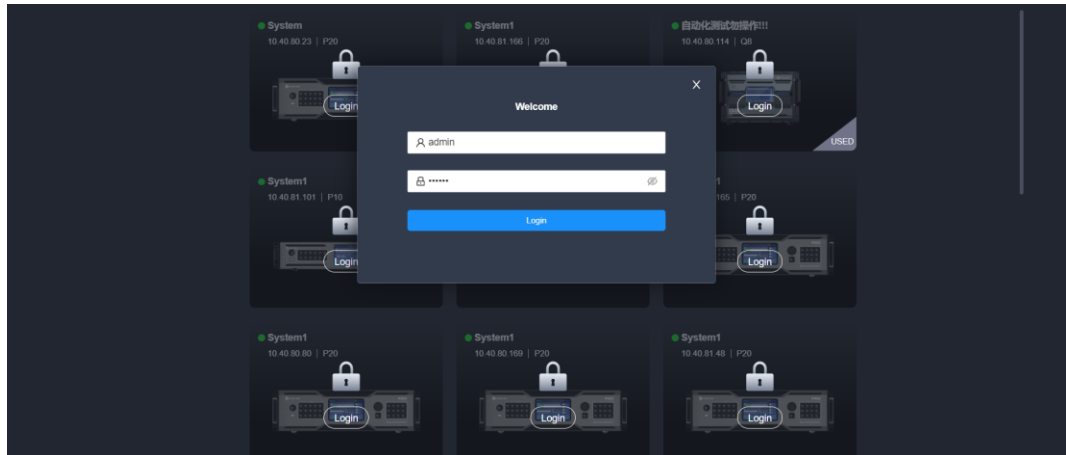 System
10.40.80.23 | P20
System1
10.40.81.166 | P20
自动化测试勿操作!!!
10.40.80.114 | Q8
Login
Login
USED
Welcome
X
admin
••••••
Login
System1
10.40.81.101 | P10
Login
1
165 | P20
Login
System1
10.40.80.80 | P20
Login
System1
10.40.80.169 | P20
Login
System1
10.40.81.48 | P20
Login